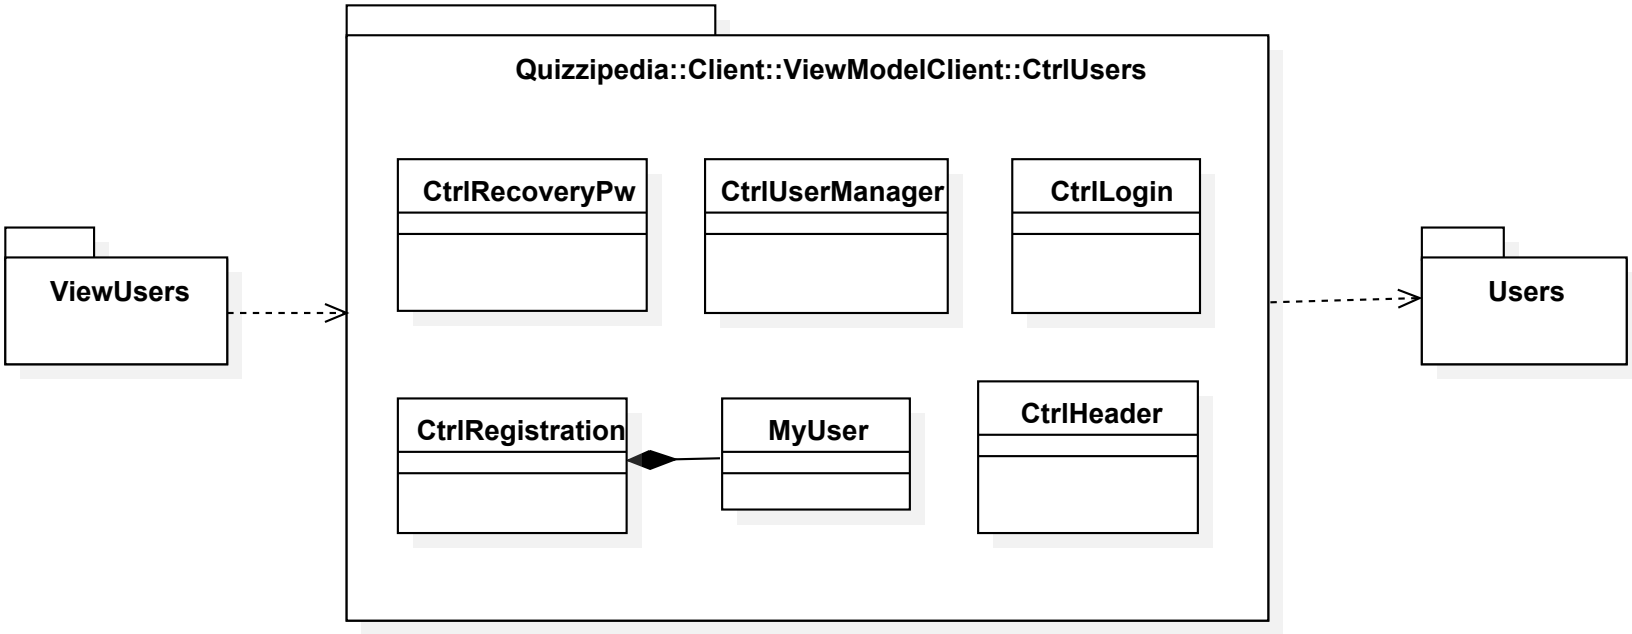 Quizzipedia::Client::ViewModelClient::CtrlUsers
CtrlRecoveryPw
CtrlUserManager
CtrlLogin
ViewUsers
Users
CtrlRegistration
MyUser
CtrlHeader